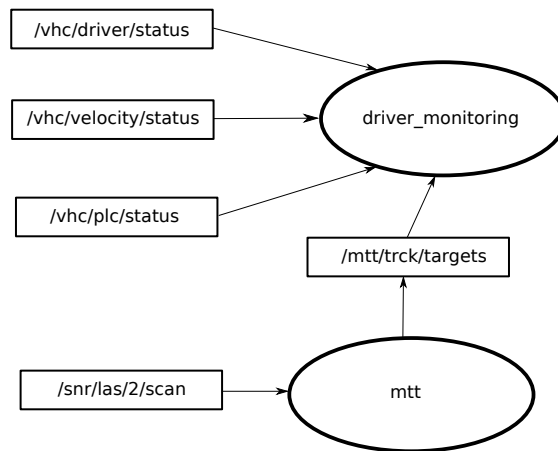 /vhc/driver/status
/vhc/velocity/status
driver_monitoring
/vhc/plc/status
/mtt/trck/targets
/snr/las/2/scan
mtt